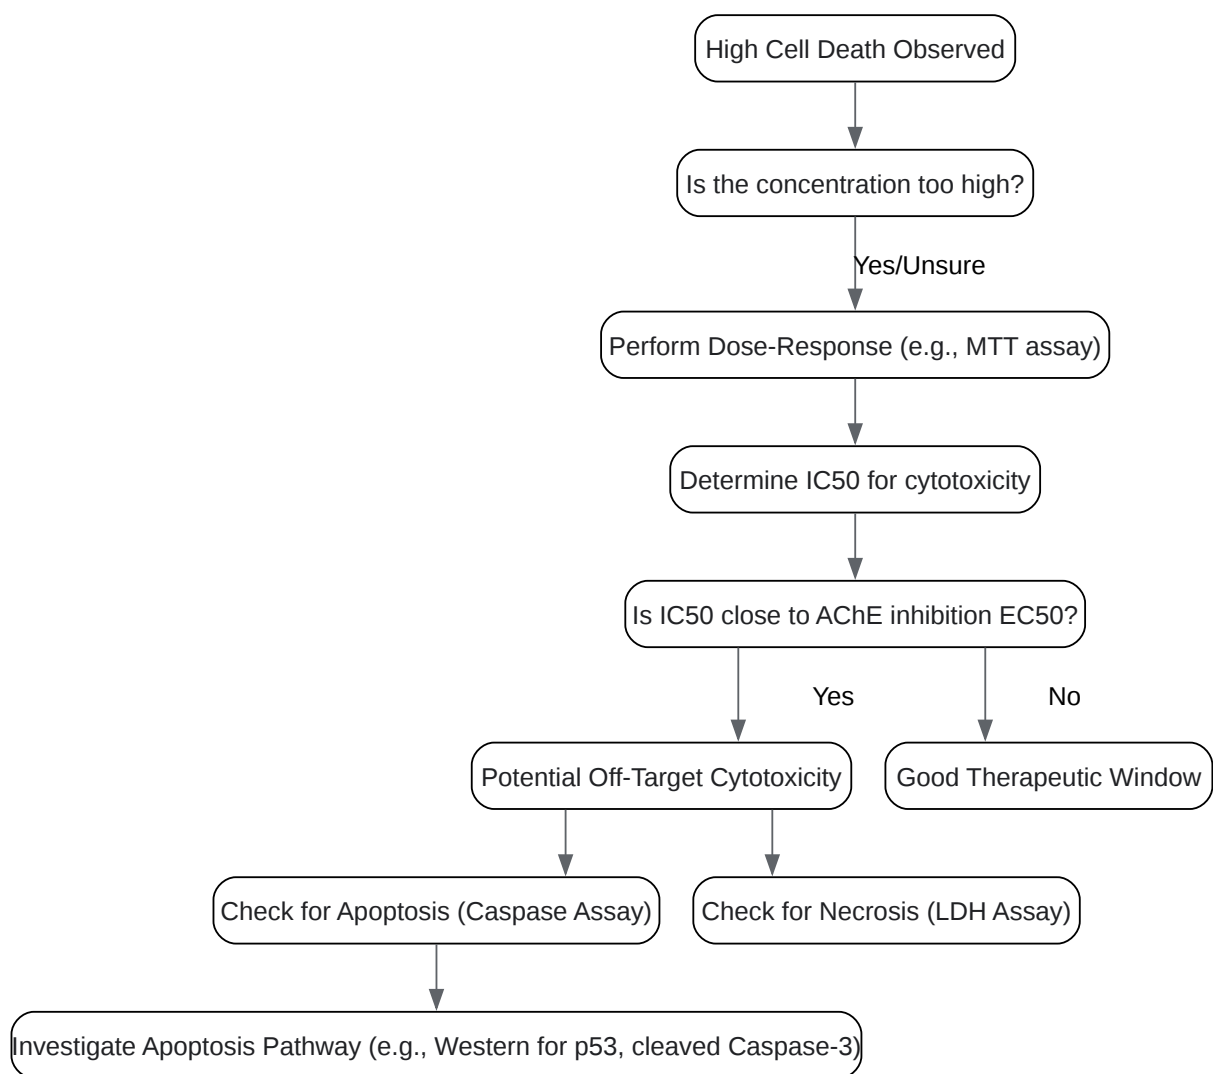 High Cell Death Observed
Is the concentration too high?
Yes/Unsure
Perform Dose-Response (e.g., MTT assay)
Determine IC50 for cytotoxicity
Is IC50 close to AChE inhibition EC50?
Yes
No
Potential Off-Target Cytotoxicity
Good Therapeutic Window
Check for Apoptosis (Caspase Assay)
Check for Necrosis (LDH Assay)
Investigate Apoptosis Pathway (e.g., Western for p53, cleaved Caspase-3)